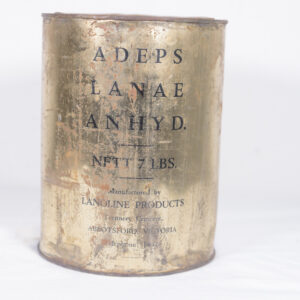 ADEPS
LANAE
ANHYD.
NETT 7 LBS.
Manufactured by
LANOLINE PRODUCTS
ABBOTSFORD, VICTORIA